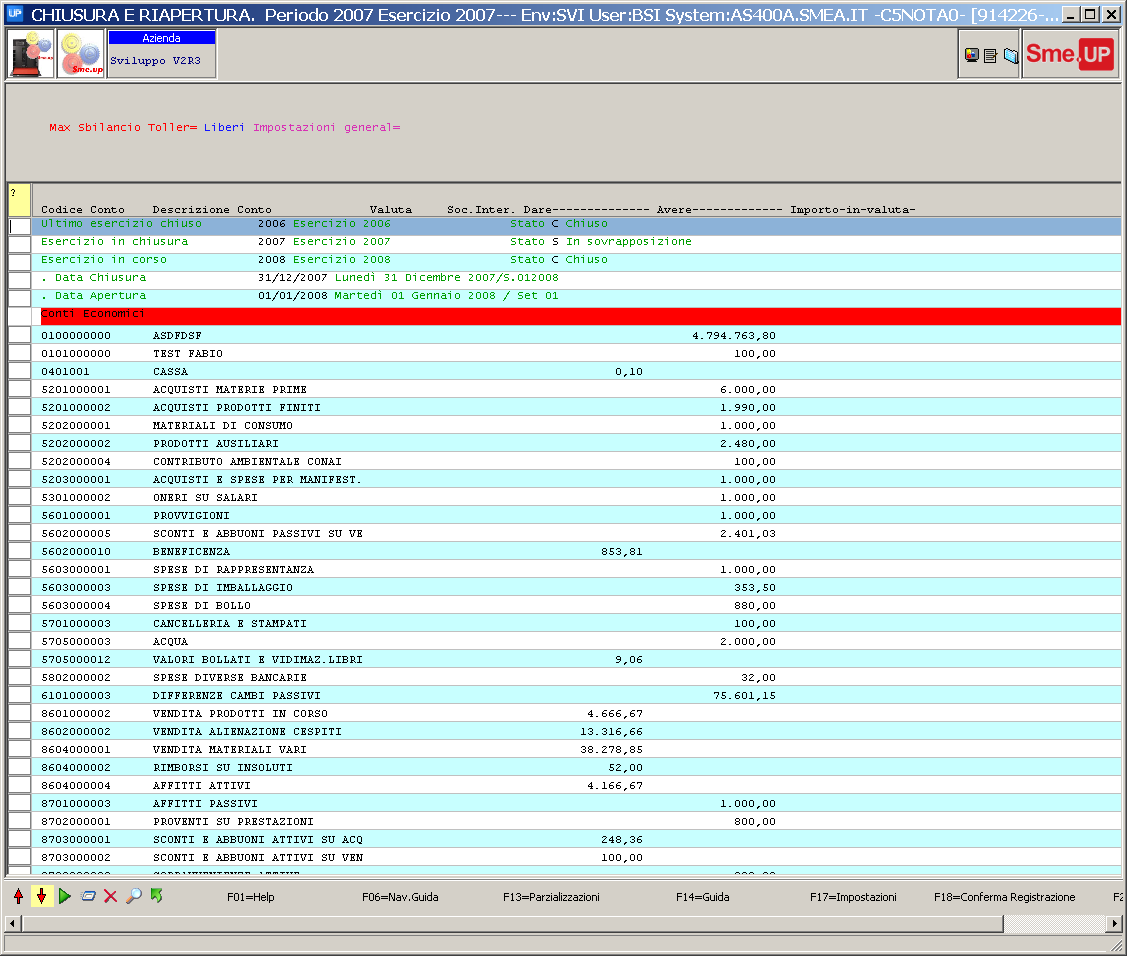 UP CHIUSURA E RIAPERTURA. Periodo 2007 Esercizio 2007--- Env:SVI User:BSI System:AS400A.SMEA.IT -C5NOTA0- [914226-...
Sme.up Azienda
Sviluppo V2R3
Sme.UP
Max Sbilancio Toller= Liberi Impostazioni general=
?
Codice Conto Descrizione Conto Valuta Soc.Inter. Dare-------------- Avere------------- Importo-in-valuta-
Ultimo esercizio chiuso 2006 Esercizio 2006 Stato C Chiuso
Esercizio in chiusura 2007 Esercizio 2007 Stato S In sovrapposizione
Esercizio in corso 2008 Esercizio 2008 Stato C Chiuso
. Data Chiusura 31/12/2007 Lunedì 31 Dicembre 2007/S.012008
. Data Apertura 01/01/2008 Martedì 01 Gennaio 2008 / Set 01
Conti Economici
0100000000 ASDFDSF 4.794.763,80
0101000000 TEST FABIO 100,00
0401001 CASSA 0,10
5201000001 ACQUISTI MATERIE PRIME 6.000,00
5201000002 ACQUISTI PRODOTTI FINITI 1.990,00
5202000001 MATERIALI DI CONSUMO 1.000,00
5202000002 PRODOTTI AUSILIARI 2.480,00
5202000004 CONTRIBUTO AMBIENTALE CONAI 100,00
5203000001 ACQUISTI E SPESE PER MANIFEST. 1.000,00
5301000002 ONERI SU SALARI 1.000,00
5601000001 PROVVIGIONI 1.000,00
5602000005 SCONTI E ABBUONI PASSIVI SU VE 2.401,03
5602000010 BENEFICENZA 853,81
5603000001 SPESE DI RAPPRESENTANZA 1.000,00
5603000003 SPESE DI IMBALLAGGIO 353,50
5603000004 SPESE DI BOLLO 880,00
5701000003 CANCELLERIA E STAMPATI 100,00
5705000003 ACQUA 2.000,00
5705000012 VALORI BOLLATI E VIDIMAZ.LIBRI 9,06
5802000002 SPESE DIVERSE BANCARIE 32,00
6101000003 DIFFERENZE CAMBI PASSIVI 75.601,15
8601000002 VENDITA PRODOTTI IN CORSO 4.666,67
8602000002 VENDITA ALIENAZIONE CESPITI 13.316,66
8604000001 VENDITA MATERIALI VARI 38.278,85
8604000002 RIMBORSI SU INSOLUTI 52,00
8604000004 AFFITTI ATTIVI 4.166,67
8701000003 AFFITTI PASSIVI 1.000,00
8702000001 PROVENTI SU PRESTAZIONI 800,00
8703000001 SCONTI E ABBUONI ATTIVI SU ACQ 248,36
8703000002 SCONTI E ABBUONI ATTIVI SU VEN 100,00
F01=Help F06=Nav.Guida F13=Parzializzazioni F14=Guida F17=Impostazioni F18=Conferma Registrazione